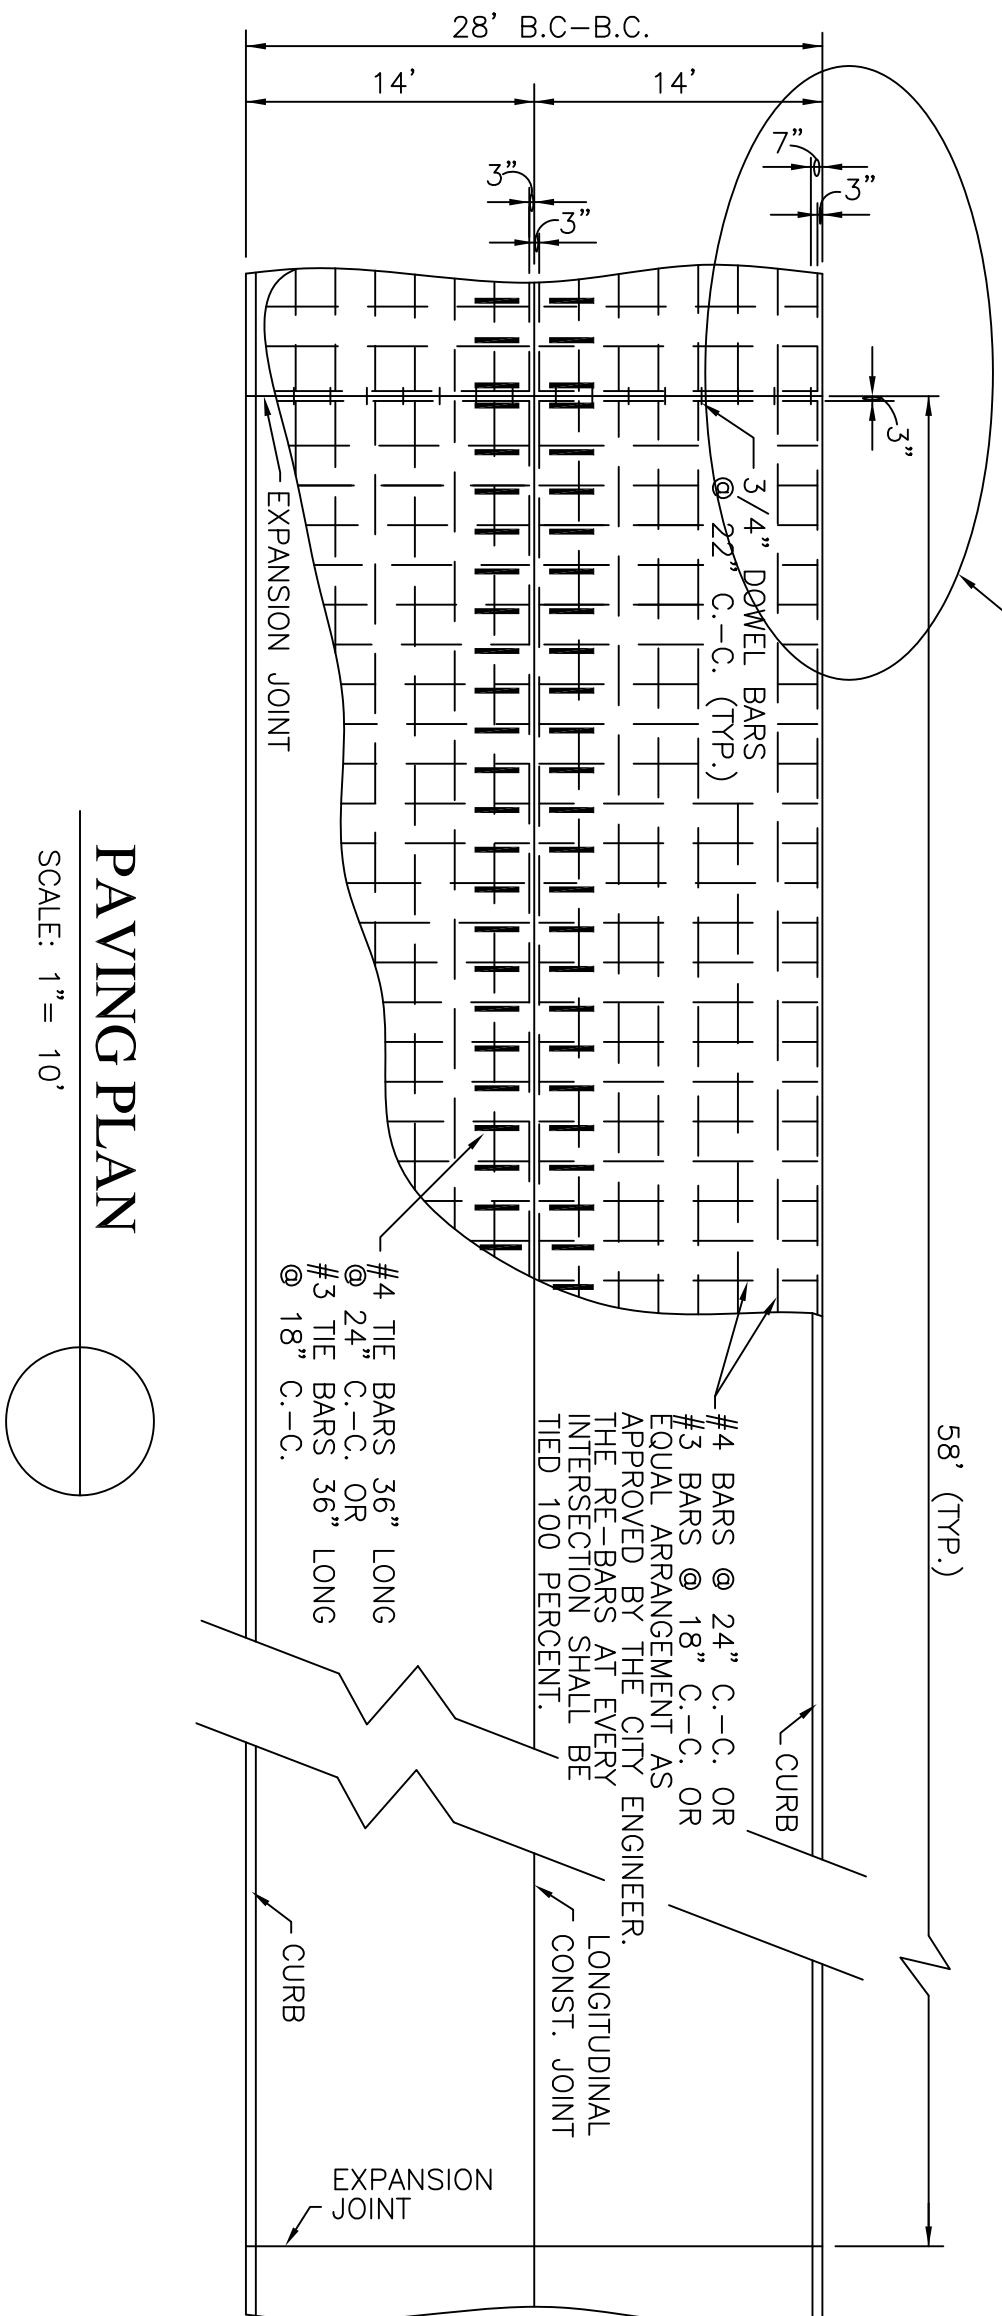 28' B.C-B.C.
14'
14'
7"
3"
3"
3"
3"
58' (TYP.)
3/4" DOWEL BARS
@ 22" C.-C. (TYP.)
EXPANSION JOINT
#4 BARS @ 24" C.-C. OR
#3 BARS @ 18" C.-C. OR
EQUAL ARRANGEMENT AS
APPROVED BY THE CITY ENGINEER.
THE RE-BARS AT EVERY
INTERSECTION SHALL BE
TIED 100 PERCENT.
#4 TIE BARS 36" LONG
@ 24" C.-C. OR
#3 TIE BARS 36" LONG
@ 18" C.-C.
CURB
CURB
LONGITUDINAL
CONST. JOINT
EXPANSION
JOINT
PAVING PLAN
SCALE: 1"= 10'